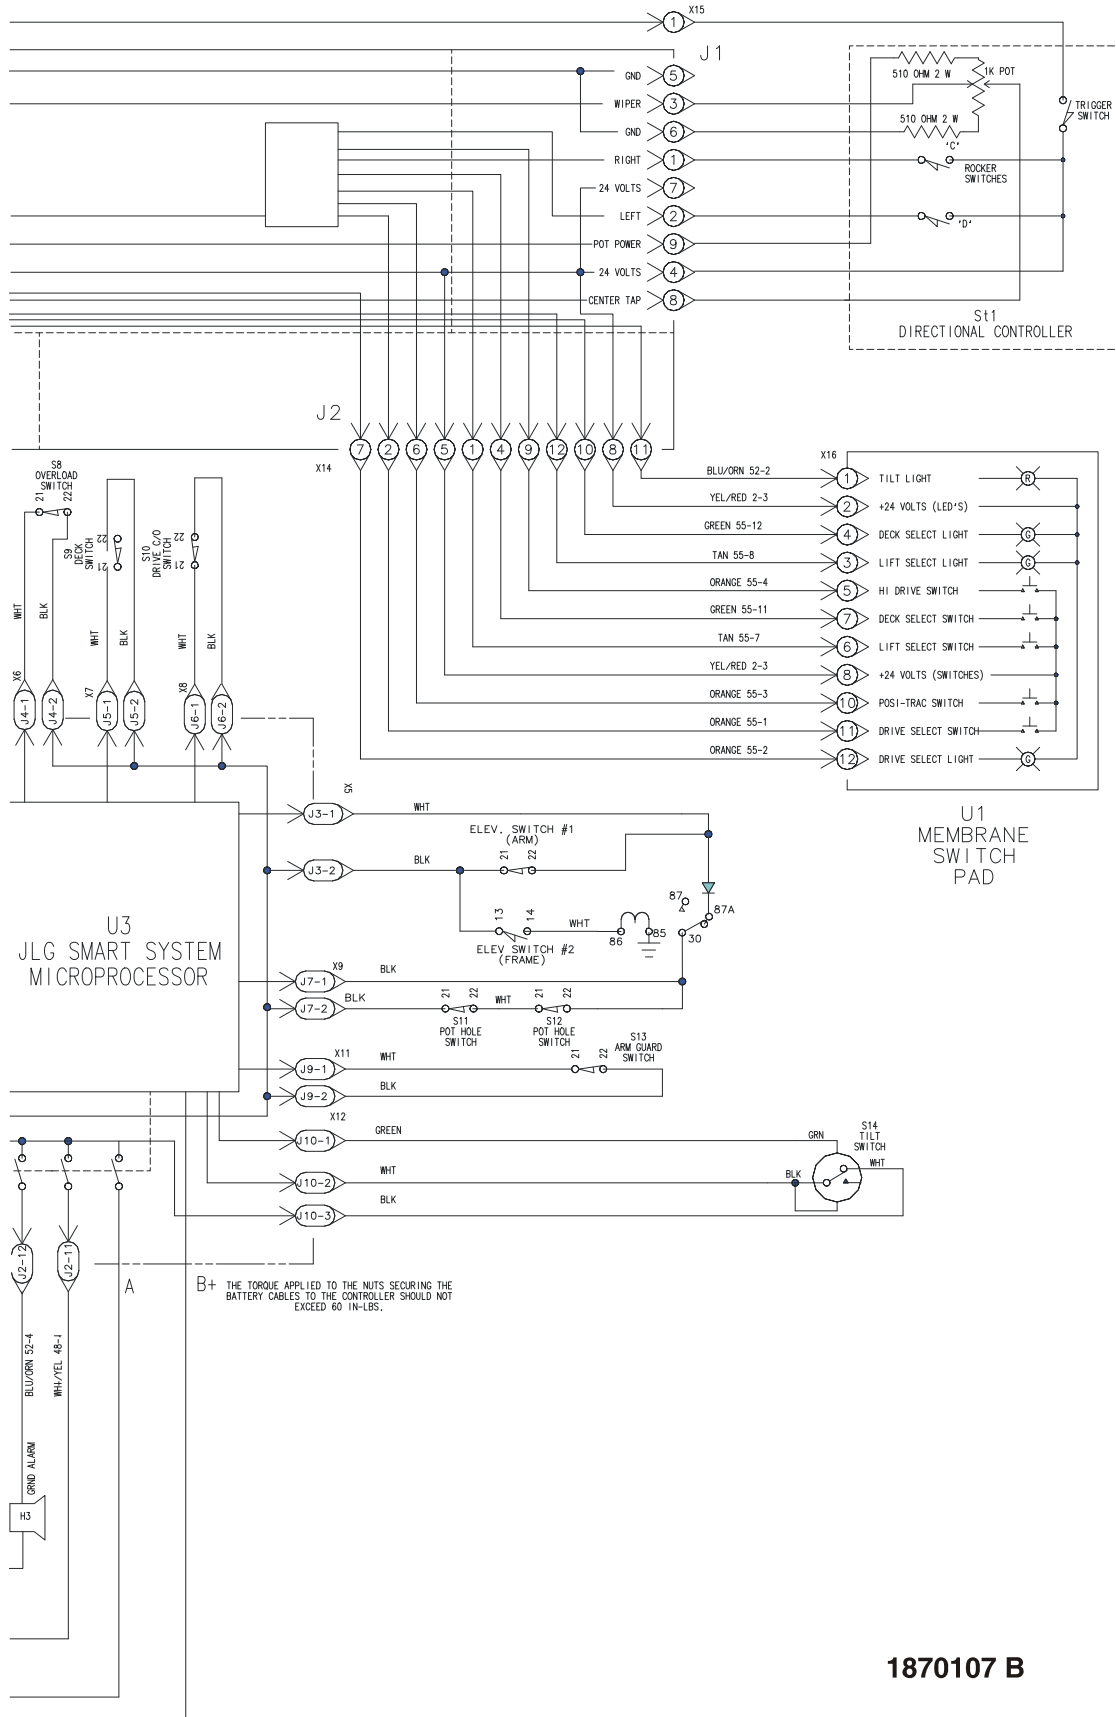 1 X15
J1
GND 5
WIPER 3
GND 6
RIGHT 1
24 VOLTS 7
LEFT 2
POT POWER 9
24 VOLTS 4
CENTER TAP 8
510 OHM 2 W
1K POT
510 OHM 2 W
'C'
ROCKER
SWITCHES
'D'
TRIGGER
SWITCH
St1
DIRECTIONAL CONTROLLER
J2
X14
7 2 6 5 1 4 9 12 10 8 11
X16
BLU/ORN 52-2 1 TILT LIGHT R
YEL/RED 2-3 2 +24 VOLTS (LED'S)
GREEN 55-12 4 DECK SELECT LIGHT G
TAN 55-8 3 LIFT SELECT LIGHT G
ORANGE 55-4 5 HI DRIVE SWITCH
GREEN 55-11 7 DECK SELECT SWITCH
TAN 55-7 6 LIFT SELECT SWITCH
YEL/RED 2-3 8 +24 VOLTS (SWITCHES)
ORANGE 55-3 10 POSI-TRAC SWITCH
ORANGE 55-1 11 DRIVE SELECT SWITCH
ORANGE 55-2 12 DRIVE SELECT LIGHT G
U1
MEMBRANE
SWITCH
PAD
S8
OVERLOAD
SWITCH
21 22
S9
DECK
SWITCH
22
21
S10
DRIVE C/O
SWITCH
22
21
WHT BLK WHT BLK WHT BLK
X6 J4-1 J4-2 X7 J5-1 J5-2 X8 J6-1 J6-2
X5
J3-1 WHT
J3-2 BLK
ELEV. SWITCH #1
(ARM)
21 22
13 14
ELEV SWITCH #2
(FRAME)
WHT
86 85
87
87A
30
U3
JLG SMART SYSTEM
MICROPROCESSOR
X9
J7-1 BLK
J7-2 BLK
21 22
S11
POT HOLE
SWITCH
WHT
21 22
S12
POT HOLE
SWITCH
S13
ARM GUARD
SWITCH
21 22
X11
J9-1 WHT
J9-2 BLK
X12
J10-1 GREEN
J10-2 WHT
J10-3 BLK
GRN
S14
TILT
SWITCH
BLK
WHT
J2-12 J2-11
A
B+ THE TORQUE APPLIED TO THE NUTS SECURING THE
BATTERY CABLES TO THE CONTROLLER SHOULD NOT
EXCEED 60 IN-LBS.
BLU/ORN 52-4
WHT/YEL 48-1
GRND ALARM
H3
1870107 B